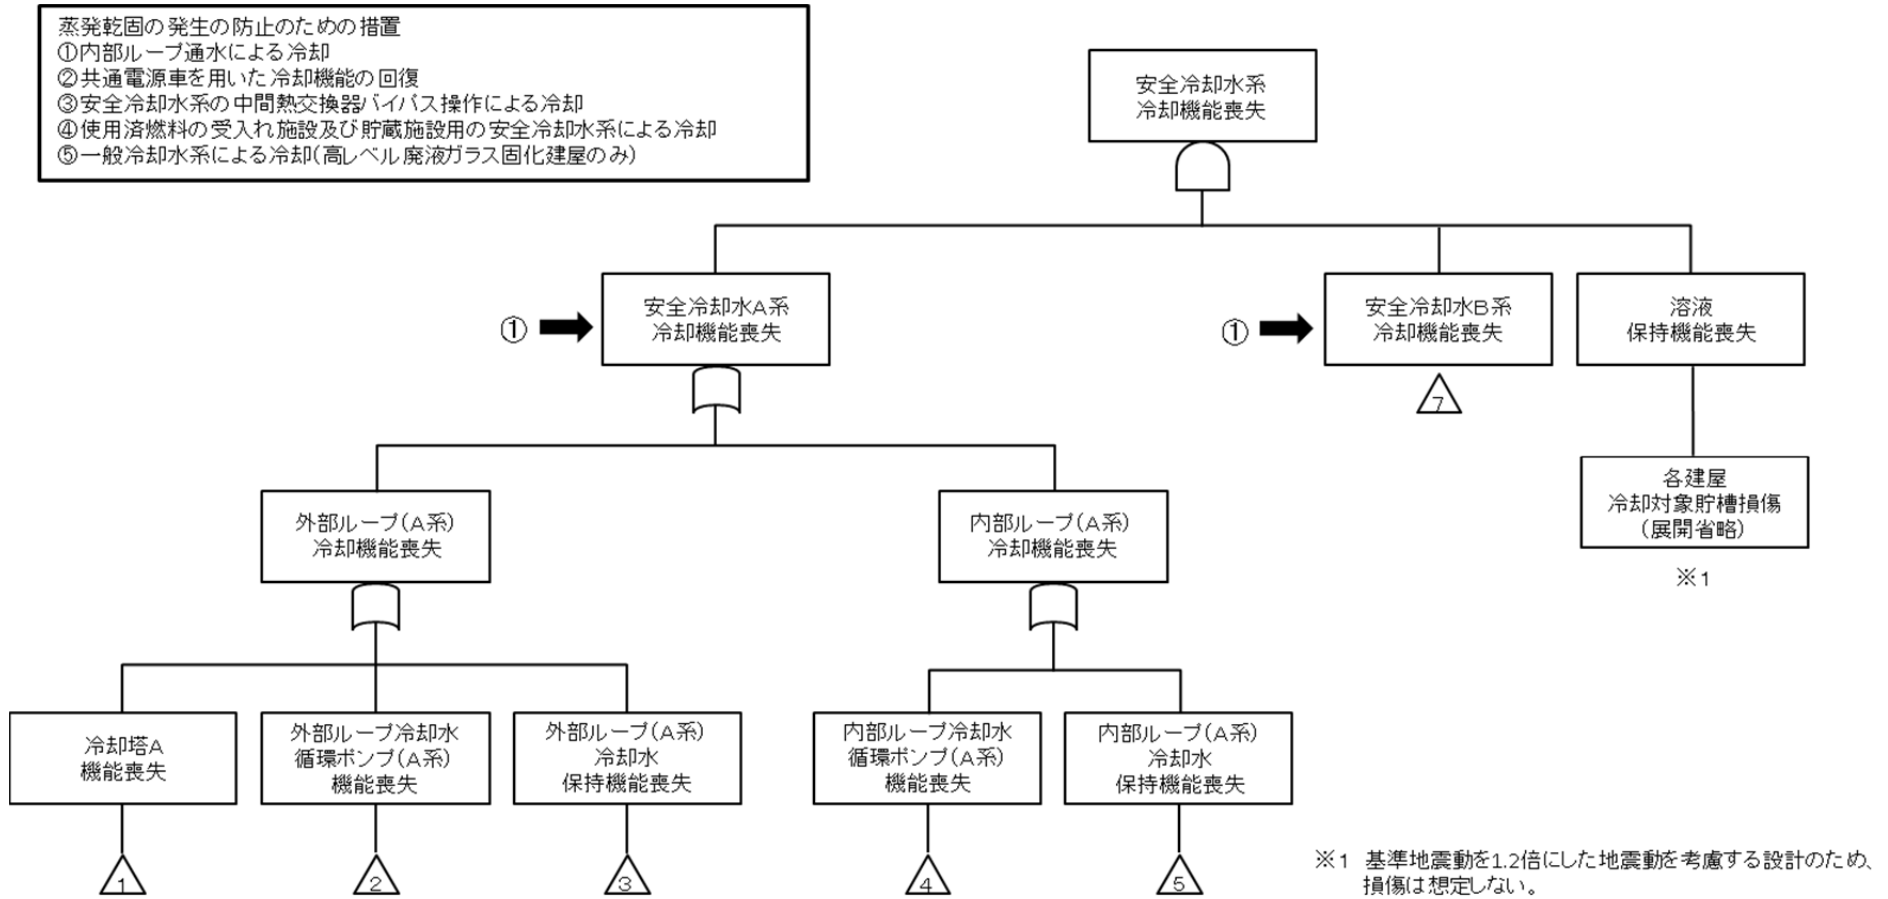 蒸発乾固の発生の防止のための措置
①内部ループ通水による冷却
②共通電源車を用いた冷却機能の回復
③安全冷却水系の中間熱交換器バイパス操作による冷却
④使用済燃料の受入れ施設及び貯蔵施設用の安全冷却水系による冷却
⑤一般冷却水系による冷却(高レベル廃液ガラス固化建屋のみ)
安全冷却水系
冷却機能喪失
①
安全冷却水A系
冷却機能喪失
①
安全冷却水B系
冷却機能喪失
7
溶液
保持機能喪失
外部ループ(A系)
冷却機能喪失
内部ループ(A系)
冷却機能喪失
各建屋
冷却対象貯槽損傷
(展開省略)
※1
冷却塔A
機能喪失
外部ループ冷却水
循環ポンプ(A系)
機能喪失
外部ループ(A系)
冷却水
保持機能喪失
内部ループ冷却水
循環ポンプ(A系)
機能喪失
内部ループ(A系)
冷却水
保持機能喪失
1
2
3
4
5
※1 基準地震動を1.2倍にした地震動を考慮する設計のため、
損傷は想定しない。